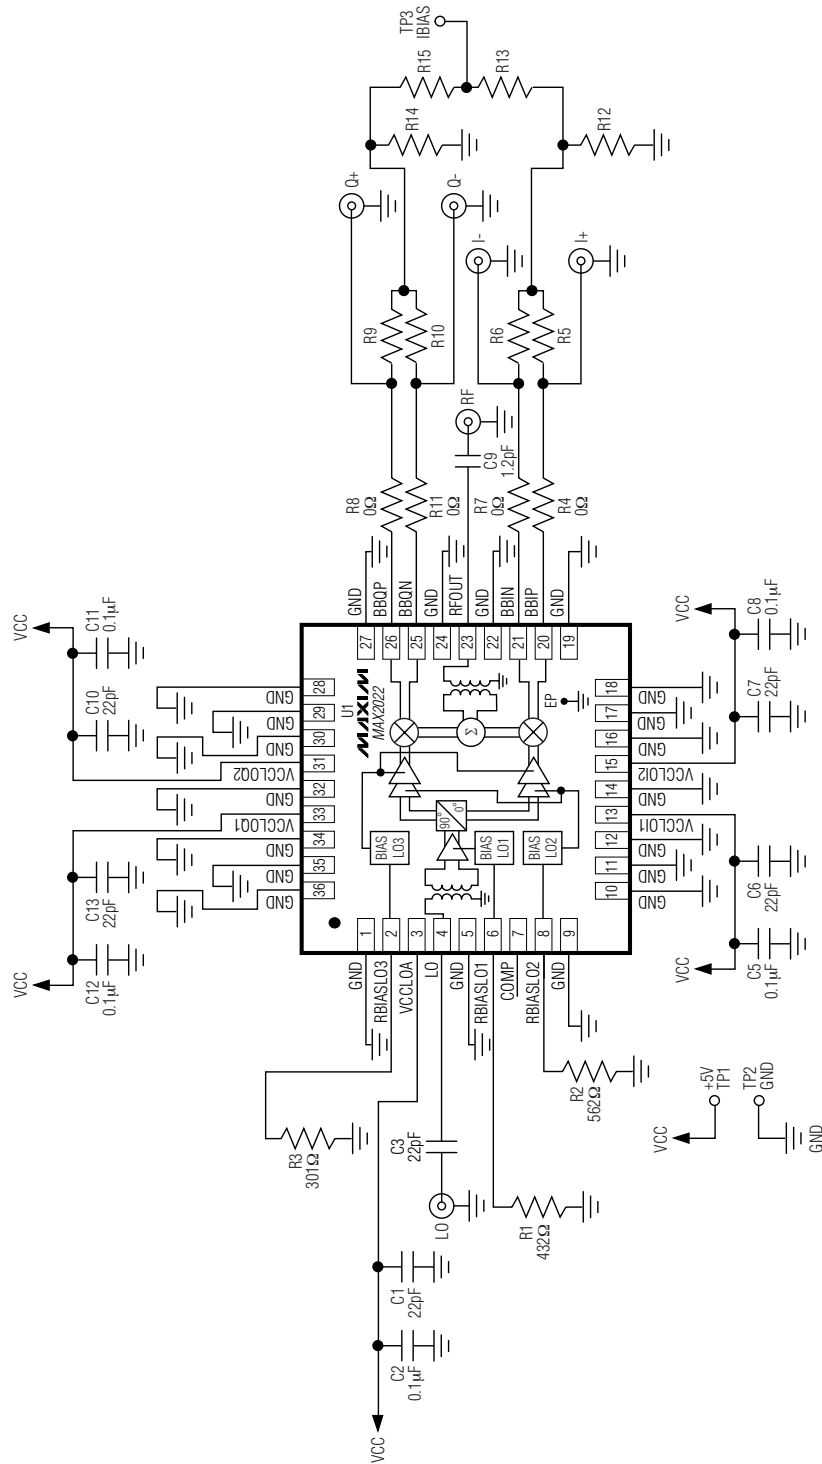 VCC
C12
0.1µF
C13
22pF
C10
22pF
C11
0.1µF
VCC
GND
GND
GND
VCCLOQ1
GND
VCCLOQ2
GND
GND
GND
36
35
34
33
32
31
30
29
28
U1
MAXIM
MAX2022
VCC
C2
0.1µF
C1
22pF
R3
301Ω
LO
C3
22pF
R1
432Ω
R2
562Ω
GND
RBIASLO3
VCCLOA
LO
GND
RBIASLO1
COMP
RBIASLO2
GND
1
2
3
4
5
6
7
8
9
BIAS
LO3
90°
0°
BIAS
LO1
BIAS
LO2
Σ
EP
27
26
25
24
23
22
21
20
19
GND
BBQP
BBQN
GND
RFOUT
GND
BBIN
BBIP
GND
R8
0Ω
R11
0Ω
C9
1.2pF
RF
R7
0Ω
R4
0Ω
R9
R10
R6
R5
Q+
Q-
I-
I+
R14
R15
R13
R12
TP3
IBIAS
10
11
12
13
14
15
16
17
18
GND
GND
GND
VCCLOI1
GND
VCCLOI2
GND
GND
GND
VCC
C5
0.1µF
C6
22pF
C7
22pF
C8
0.1µF
VCC
VCC
+5V
TP1
TP2
GND
GND